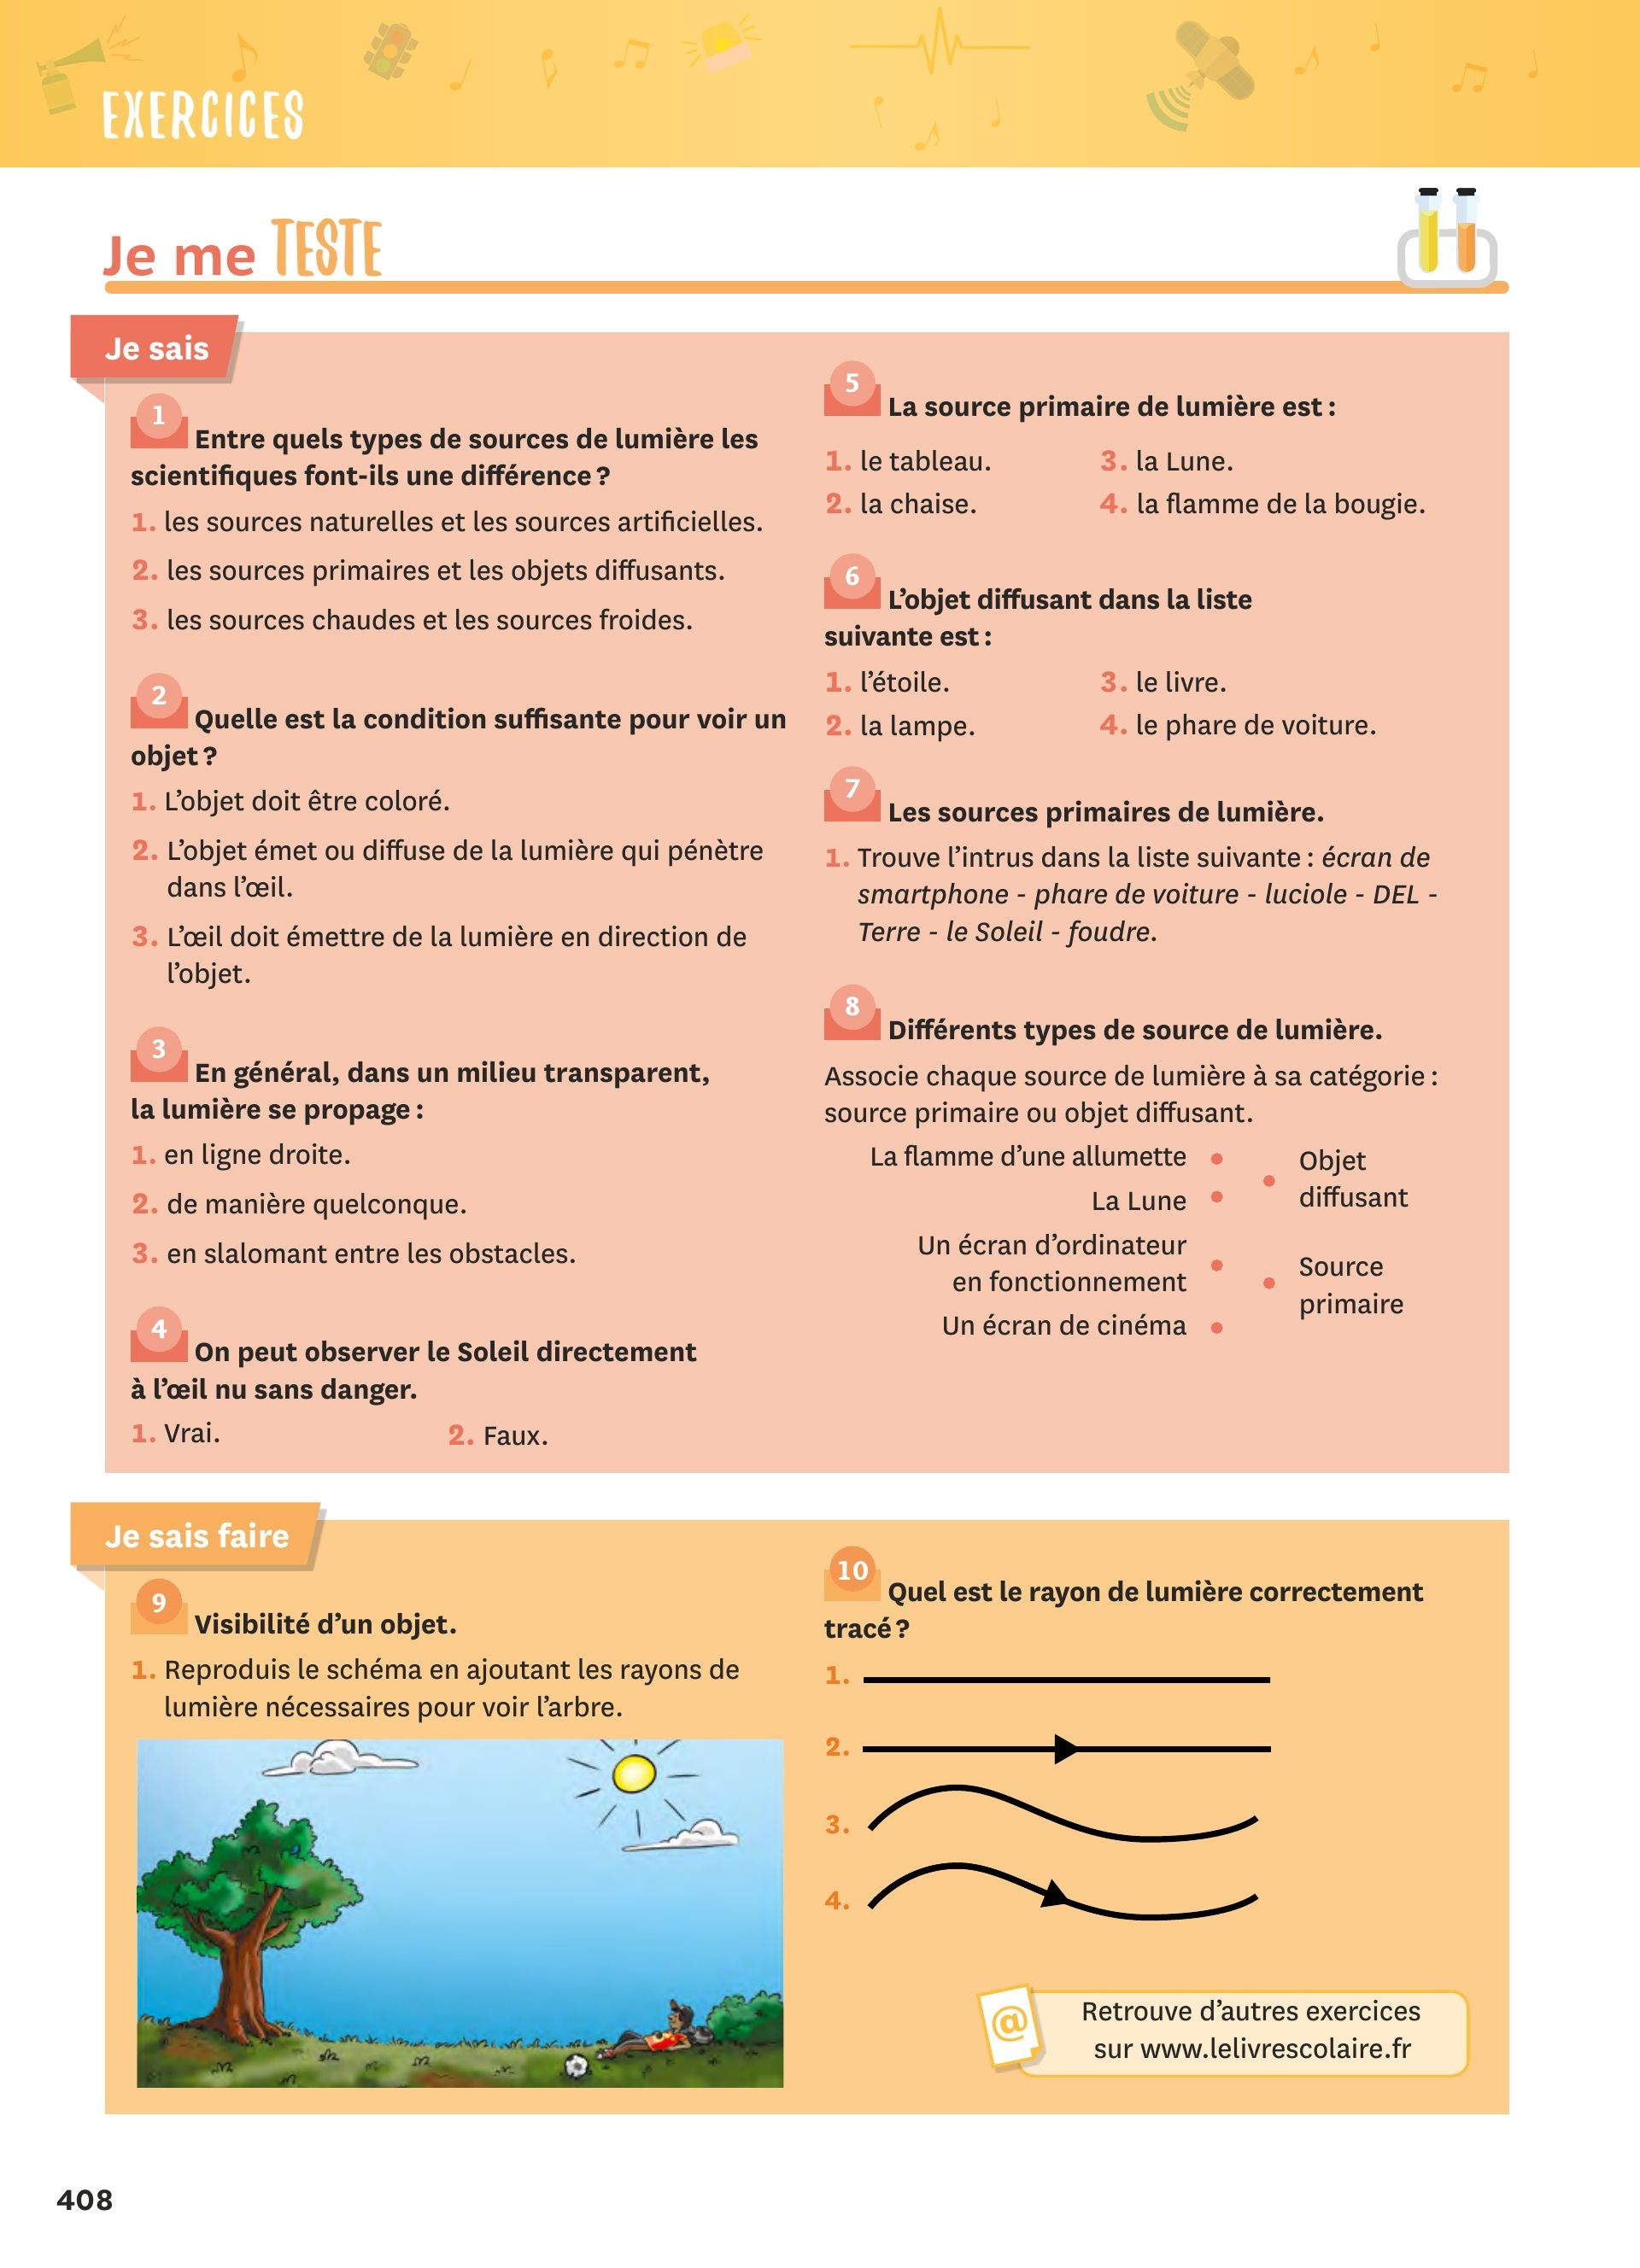 EXERCICES
Je me TESTE
Je sais
1 Entre quels types de sources de lumière les
scientifiques font-ils une différence ?
1. les sources naturelles et les sources artificielles.
2. les sources primaires et les objets diffusants.
3. les sources chaudes et les sources froides.
2 Quelle est la condition suffisante pour voir un
objet ?
1. L’objet doit être coloré.
2. L’objet émet ou diffuse de la lumière qui pénètre
dans l’œil.
3. L’œil doit émettre de la lumière en direction de
l’objet.
3 En général, dans un milieu transparent,
la lumière se propage :
1. en ligne droite.
2. de manière quelconque.
3. en slalomant entre les obstacles.
4 On peut observer le Soleil directement
à l’œil nu sans danger.
1. Vrai. 2. Faux.
5 La source primaire de lumière est :
1. le tableau. 3. la Lune.
2. la chaise. 4. la flamme de la bougie.
6 L’objet diffusant dans la liste
suivante est :
1. l’étoile. 3. le livre.
2. la lampe. 4. le phare de voiture.
7 Les sources primaires de lumière.
1. Trouve l’intrus dans la liste suivante : écran de
smartphone - phare de voiture - luciole - DEL -
Terre - le Soleil - foudre.
8 Différents types de source de lumière.
Associe chaque source de lumière à sa catégorie :
source primaire ou objet diffusant.
La flamme d’une allumette •
La Lune •
Un écran d’ordinateur
en fonctionnement •
Un écran de cinéma •
• Objet
diffusant
• Source
primaire
Je sais faire
9 Visibilité d’un objet.
1. Reproduis le schéma en ajoutant les rayons de
lumière nécessaires pour voir l’arbre.
10 Quel est le rayon de lumière correctement
tracé ?
1.
2.
3.
4.
@ Retrouve d’autres exercices
sur www.lelivrescolaire.fr
408